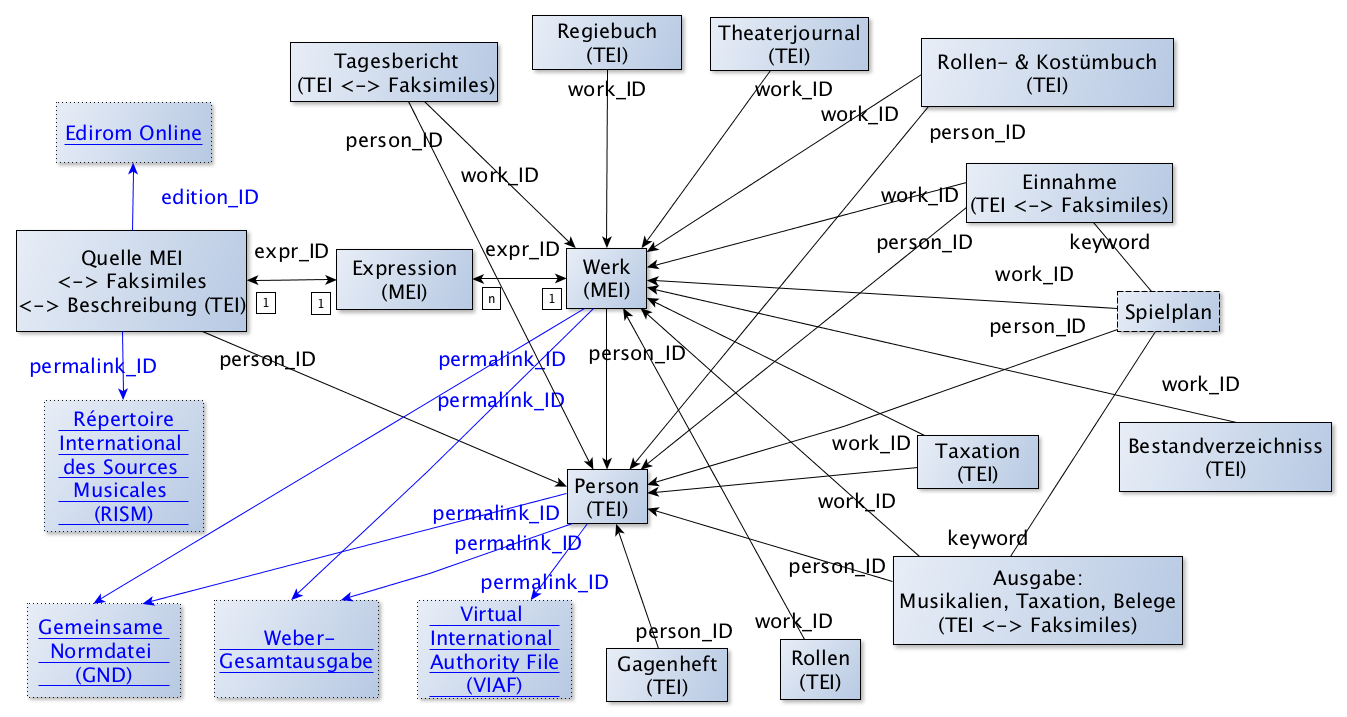 Regiebuch
(TEI)
Theaterjournal
(TEI)
Tagesbericht
(TEI <-> Faksimiles)
Rollen- & Kostümbuch
(TEI)
work_ID
work_ID
work_ID
person_ID
person_ID
Edirom Online
work_ID
Einnahme
(TEI <-> Faksimiles)
edition_ID
work_ID
person_ID
keyword
Quelle MEI
<-> Faksimiles
<-> Beschreibung (TEI)
expr_ID
1
1
Expression
(MEI)
expr_ID
n
1
Werk
(MEI)
work_ID
Spielplan
person_ID
permalink_ID
person_ID
permalink_ID
person_ID
work_ID
permalink_ID
Répertoire
International
des Sources
Musicales
(RISM)
work_ID
Taxation
(TEI)
Bestandverzeichniss
(TEI)
Person
(TEI)
work_ID
permalink_ID
permalink_ID
keyword
person_ID
permalink_ID
Ausgabe:
Musikalien, Taxation, Belege
(TEI <-> Faksimiles)
Gemeinsame
Normdatei
(GND)
Weber-
Gesamtausgabe
Virtual
International
Authority File
(VIAF)
person_ID
work_ID
Gagenheft
(TEI)
Rollen
(TEI)